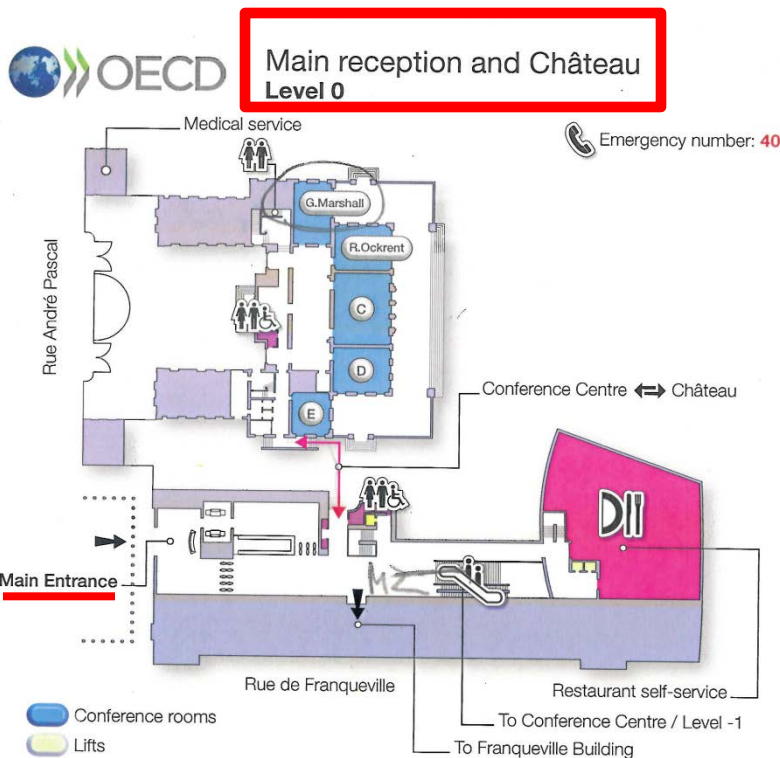 OECD
Main reception and Château
Level 0
Medical service
Emergency number: 40
G.Marshall
R.Ockrent
Rue André Pascal
C
D
Conference Centre ⇔ Château
E
MZ
Main Entrance
Rue de Franqueville
Restaurant self-service
Conference rooms
To Conference Centre / Level -1
Lifts
To Franqueville Building